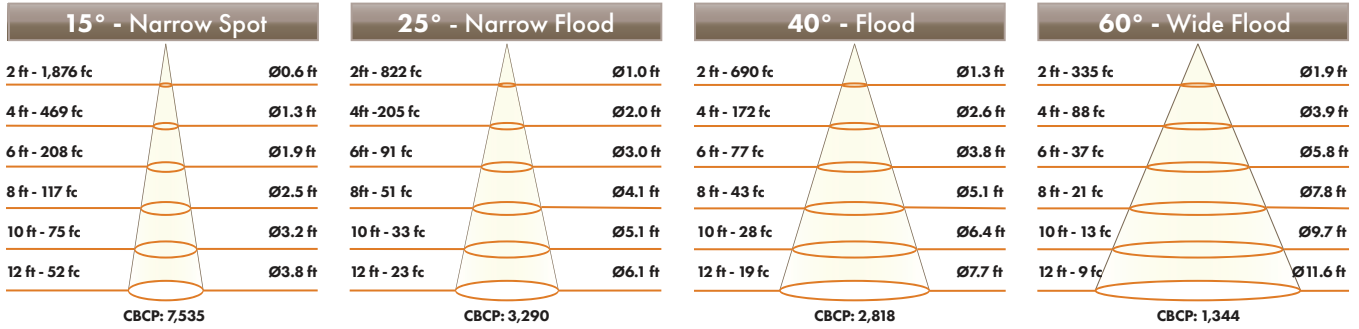 15° - Narrow Spot
2 ft - 1,876 fc Ø0.6 ft
4 ft - 469 fc Ø1.3 ft
6 ft - 208 fc Ø1.9 ft
8 ft - 117 fc Ø2.5 ft
10 ft - 75 fc Ø3.2 ft
12 ft - 52 fc Ø3.8 ft
CBCP: 7,535
25° - Narrow Flood
2ft - 822 fc Ø1.0 ft
4ft -205 fc Ø2.0 ft
6ft - 91 fc Ø3.0 ft
8ft - 51 fc Ø4.1 ft
10 ft - 33 fc Ø5.1 ft
12 ft - 23 fc Ø6.1 ft
CBCP: 3,290
40° - Flood
2 ft - 690 fc Ø1.3 ft
4 ft - 172 fc Ø2.6 ft
6 ft - 77 fc Ø3.8 ft
8 ft - 43 fc Ø5.1 ft
10 ft - 28 fc Ø6.4 ft
12 ft - 19 fc Ø7.7 ft
CBCP: 2,818
60° - Wide Flood
2 ft - 335 fc Ø1.9 ft
4 ft - 88 fc Ø3.9 ft
6 ft - 37 fc Ø5.8 ft
8 ft - 21 fc Ø7.8 ft
10 ft - 13 fc Ø9.7 ft
12 ft - 9 fc Ø11.6 ft
CBCP: 1,344